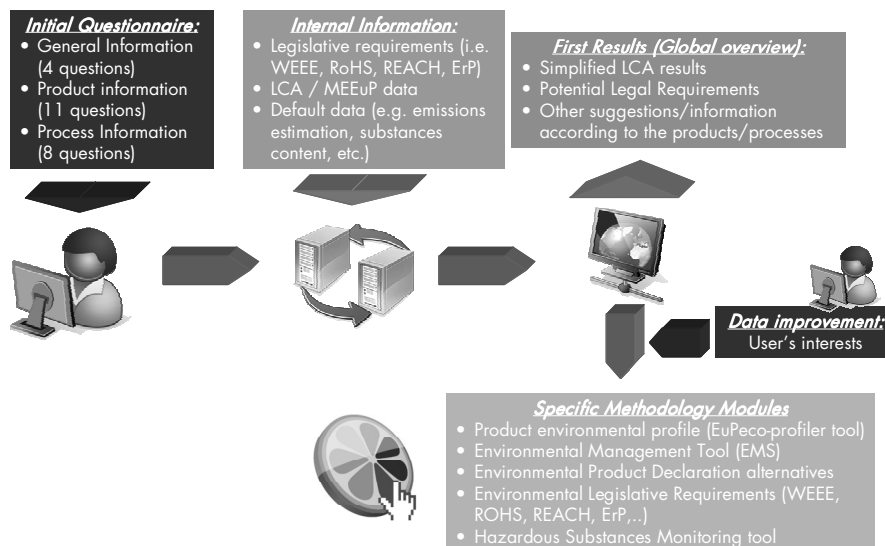 Initial Questionnaire:
• General Information
(4 questions)
• Product information
(11 questions)
• Process Information
(8 questions)
Internal Information:
• Legislative requirements (i.e.
WEEE, RoHS, REACH, ErP)
• LCA / MEEuP data
• Default data (e.g. emissions
estimation, substances
content, etc.)
First Results (Global overview):
• Simplified LCA results
• Potential Legal Requirements
• Other suggestions/information
according to the products/processes
Data improvement:
User's interests
Specific Methodology Modules
• Product environmental profile (EuPeco-profiler tool)
• Environmental Management Tool (EMS)
• Environmental Product Declaration alternatives
• Environmental Legislative Requirements (WEEE,
ROHS, REACH, ErP,..)
• Hazardous Substances Monitoring tool